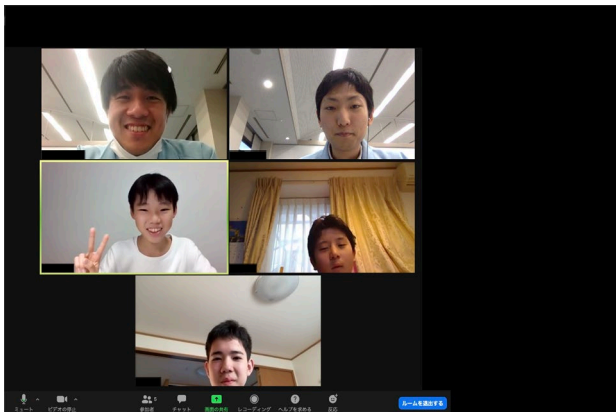 ミュート
ビデオの停止
参加者
5
チャット
画面の共有
レコーディング
ヘルプを求める
反応
ルームを退出する